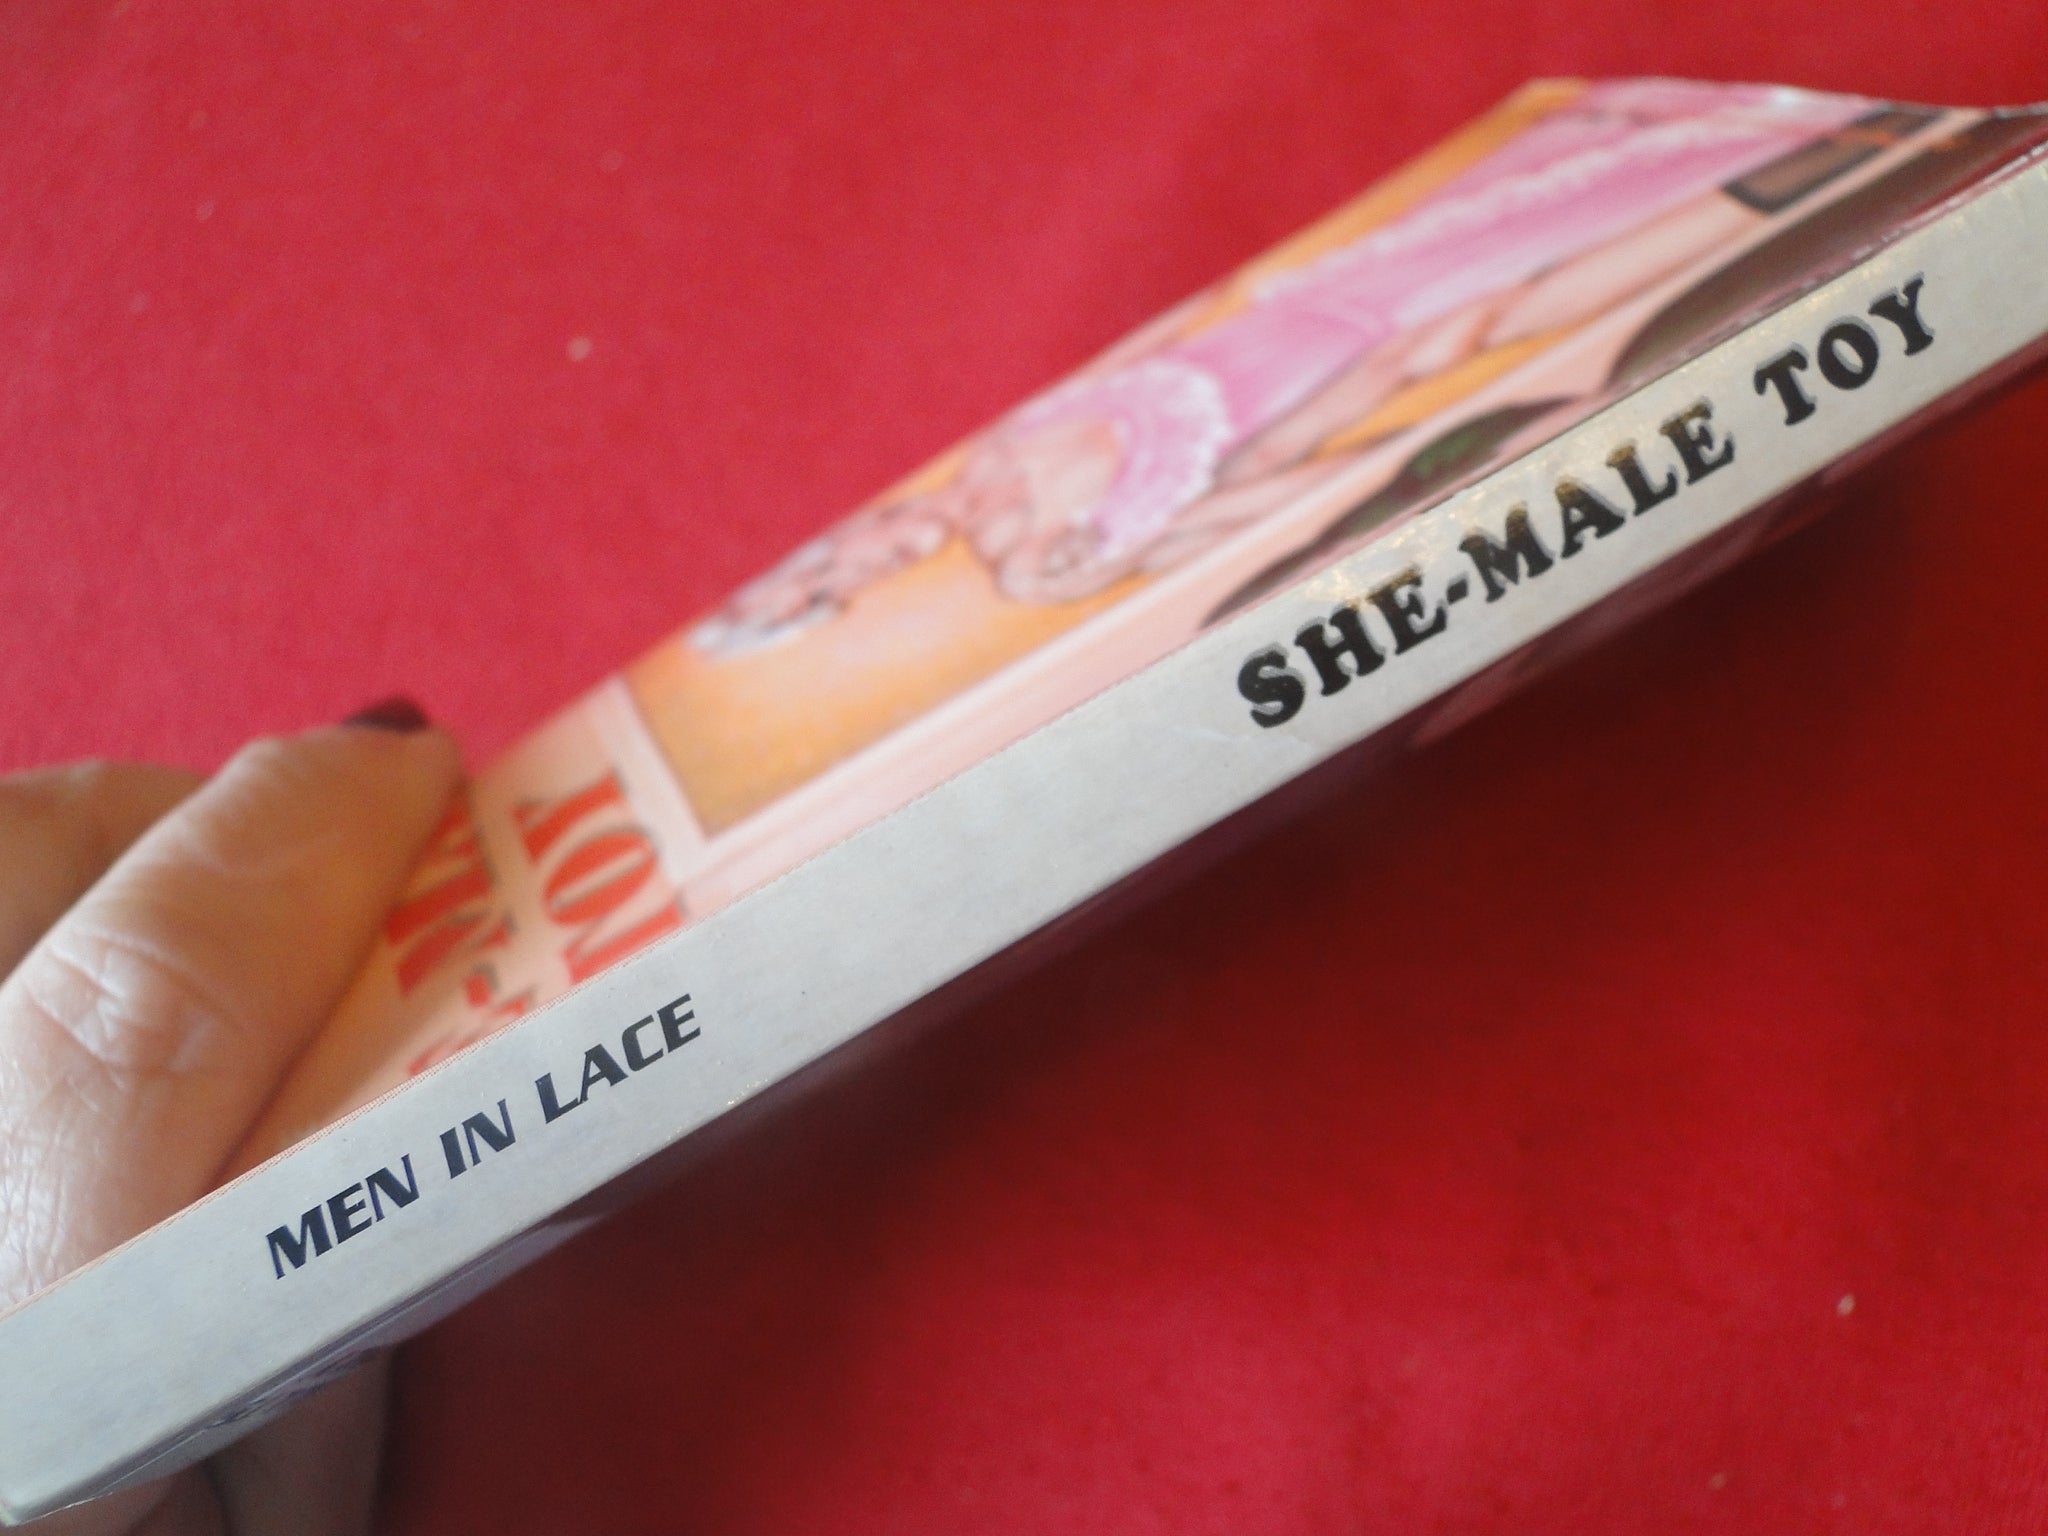 MEN IN LACE
SHE-MALE TOY